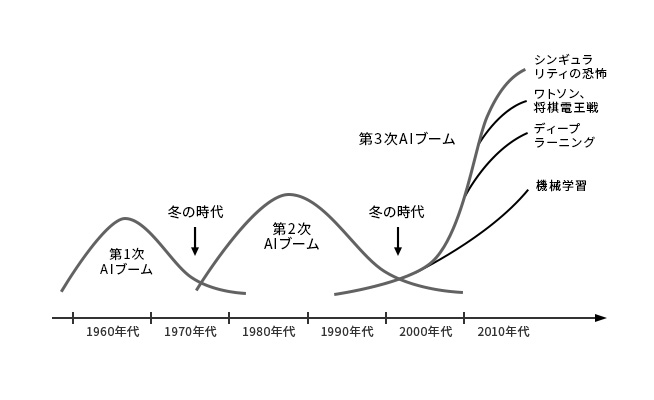 シンギュラ
リティの恐怖
ワトソン、
将棋電王戦
ディープ
ラーニング
第3次AIブーム
機械学習
冬の時代
冬の時代
第2次
AIブーム
第1次
AIブーム
1960年代
1970年代
1980年代
1990年代
2000年代
2010年代